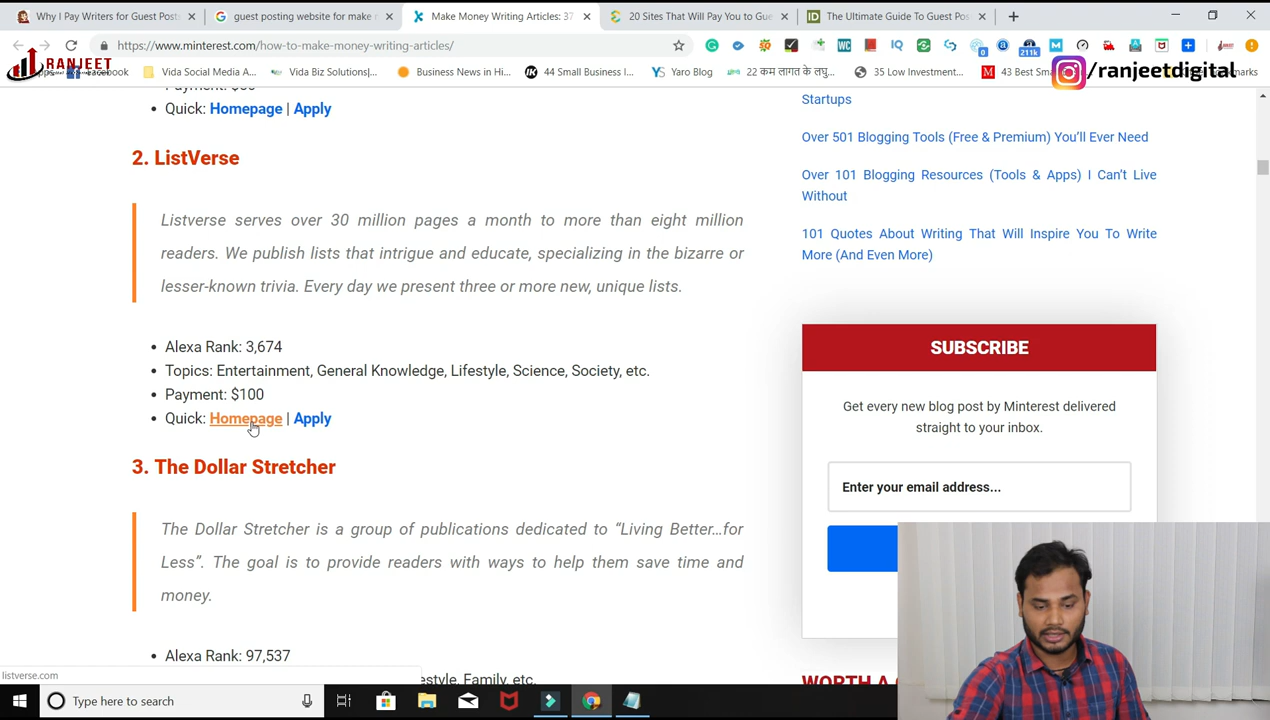 Why I Pay Writers for Guest Posts
guest posting website for make m
Make Money Writing Articles: 37
20 Sites That Will Pay You to Gue
The Ultimate Guide To Guest Pos
https://www.minterest.com/how-to-make-money-writing-articles/
211k
RANJEET
Facebook
Vida Social Media A...
Vida Biz Solutions|...
Business News in Hi...
44 Small Business I...
Yaro Blog
22 कम लागत के लघु...
35 Low Investment...
43 Best Sma
/ranjeetdigital
Quick: Homepage | Apply
2. ListVerse
Listverse serves over 30 million pages a month to more than eight million
readers. We publish lists that intrigue and educate, specializing in the bizarre or
lesser-known trivia. Every day we present three or more new, unique lists.
Alexa Rank: 3,674
Topics: Entertainment, General Knowledge, Lifestyle, Science, Society, etc.
Payment: $100
Quick: Homepage | Apply
3. The Dollar Stretcher
The Dollar Stretcher is a group of publications dedicated to “Living Better…for
Less”. The goal is to provide readers with ways to help them save time and
money.
Alexa Rank: 97,537
estyle, Family, etc.
Startups
Over 501 Blogging Tools (Free & Premium) You’ll Ever Need
Over 101 Blogging Resources (Tools & Apps) I Can’t Live
Without
101 Quotes About Writing That Will Inspire You To Write
More (And Even More)
SUBSCRIBE
Get every new blog post by Minterest delivered
straight to your inbox.
Enter your email address...
WORTH A
listverse.com
Type here to search